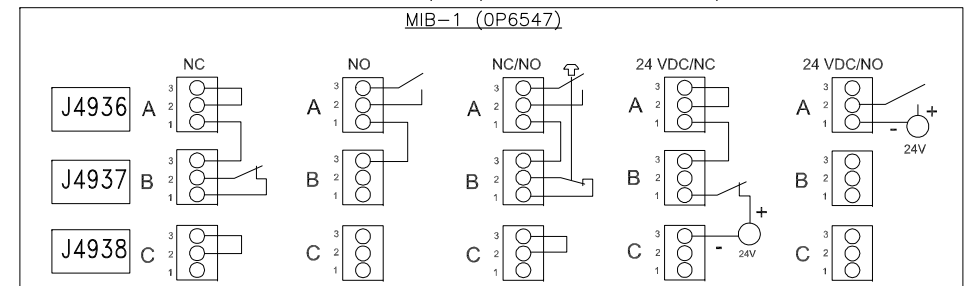 MIB-1 (OP6547)
NC NO NC/NO 24 VDC/NC 24 VDC/NO
J4936 A 3 2 1 A 3 2 1 A 3 2 1 A 3 2 1 A 3 2 1 - + 24V
J4937 B 3 2 1 B 3 2 1 B 3 2 1 B 3 2 1 B 3 2 1
J4938 C 3 2 1 C 3 2 1 C 3 2 1 C 3 2 1 - + 24V C 3 2 1